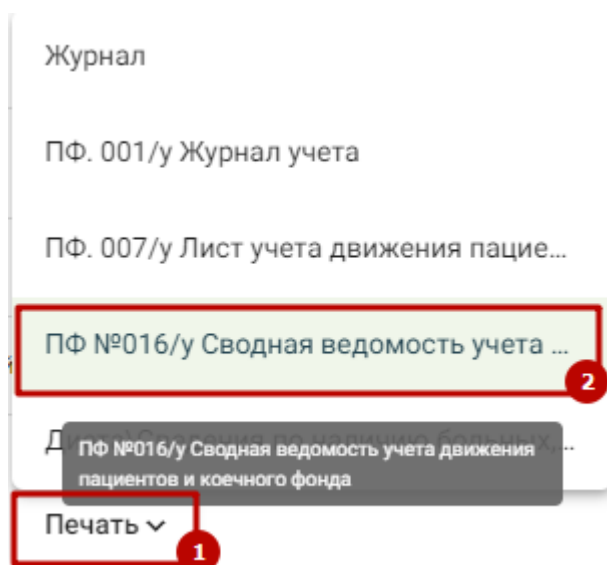 Журнал
ПФ. 001/у Журнал учета
ПФ. 007/у Лист учета движения пацие...
ПФ №016/у Сводная ведомость учета ...
2
ПФ №016/у Сводная ведомость учета движения
пациентов и коечного фонда
Печать
1